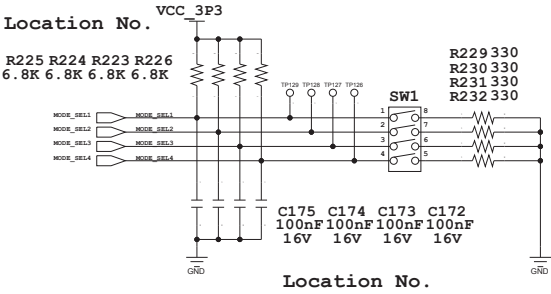 VCC_3P3
Location No.
R225 R224 R223 R226
6.8K 6.8K 6.8K 6.8K
R229 330
R230 330
R231 330
R232 330
TP129 TP128 TP127 TP128
SW1
MODE_SEL1 MODE_SEL1 1 8
MODE_SEL2 MODE_SEL2 2 7
MODE_SEL3 MODE_SEL3 3 6
MODE_SEL4 MODE_SEL4 4 5
C175 C174 C173 C172
100nF 100nF 100nF 100nF
16V 16V 16V 16V
GND GND
Location No.